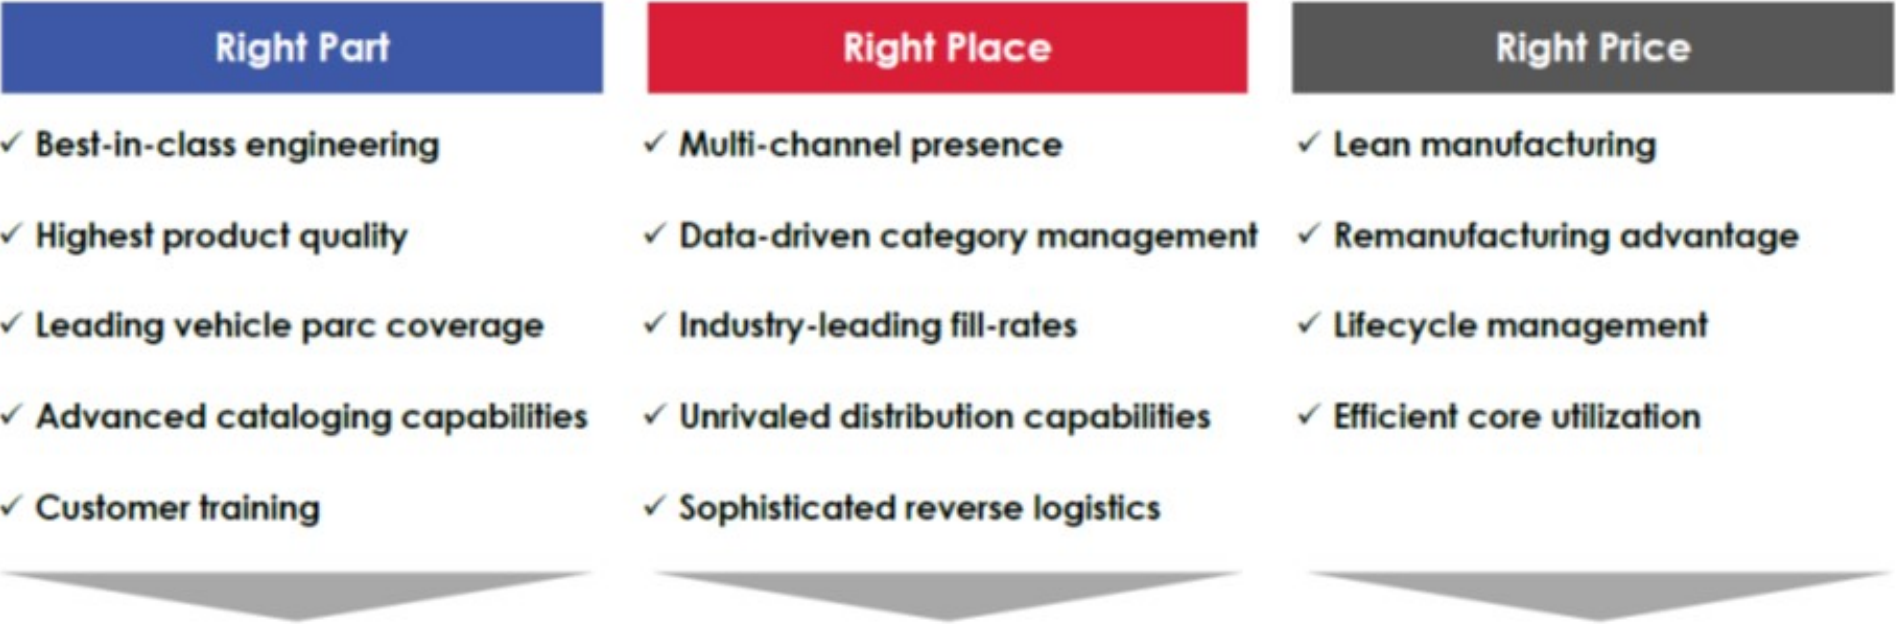 Right Part
✓ Best-in-class engineering
✓ Highest product quality
✓ Leading vehicle parc coverage
✓ Advanced cataloging capabilities
✓ Customer training
Right Place
✓ Multi-channel presence
✓ Data-driven category management
✓ Industry-leading fill-rates
✓ Unrivaled distribution capabilities
✓ Sophisticated reverse logistics
Right Price
✓ Lean manufacturing
✓ Remanufacturing advantage
✓ Lifecycle management
✓ Efficient core utilization